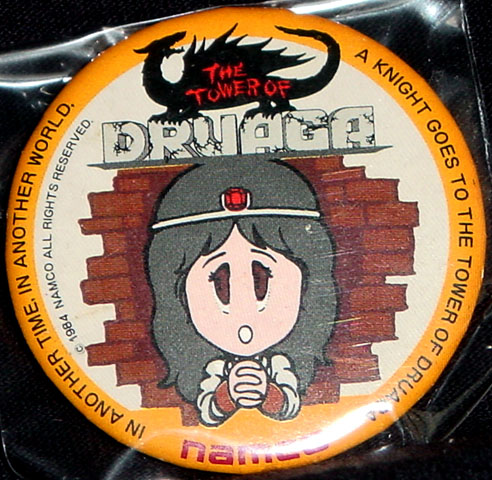 THE
TOWER OF
DRUAGA
IN ANOTHER TIME. IN ANOTHER WORLD.
A KNIGHT GOES TO THE TOWER OF DRUAGA
© 1984 NAMCO ALL RIGHTS RESERVED.
namco